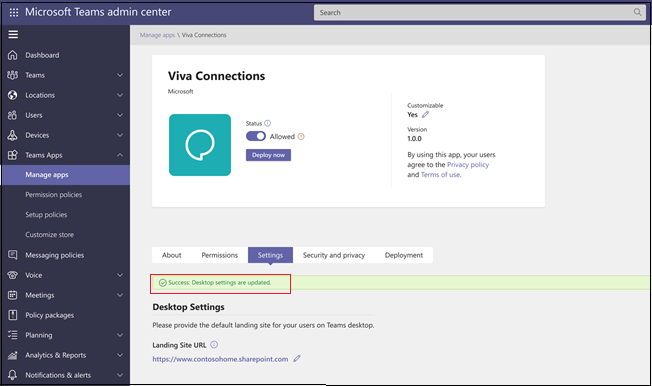 Microsoft Teams admin center
Search
Manage apps \ Viva Connections
Dashboard
Teams
Locations
Users
Devices
Teams Apps
Manage apps
Permission policies
Setup policies
Customize store
Messaging policies
Voice
Meetings
Policy packages
Planning
Analytics & Reports
Notifications & alerts
Viva Connections
Microsoft
Status
Allowed
Deploy now
Customizable
Yes
Version
1.0.0
By using this app, your users
agree to the Privacy policy
and Terms of use.
About Permissions Settings Security and privacy Deployment
Success: Desktop settings are updated.
Desktop Settings
Please provide the default landing site for your users on Teams desktop.
Landing Site URL
https://www.contosohome.sharepoint.com